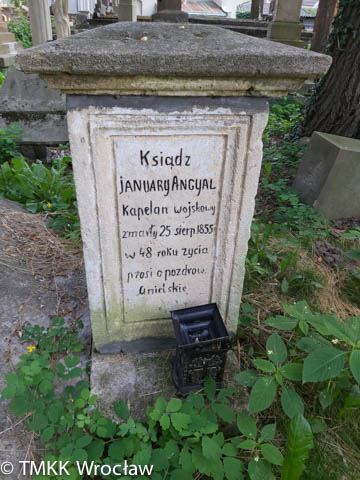 Ksiądz
JANUARY ANGYAL
Kapelan wojskowy
zmarły 25 sierp 1855
w 48 roku życia
prosi o pozdrow.
Anielskie
© TMKK Wrocław